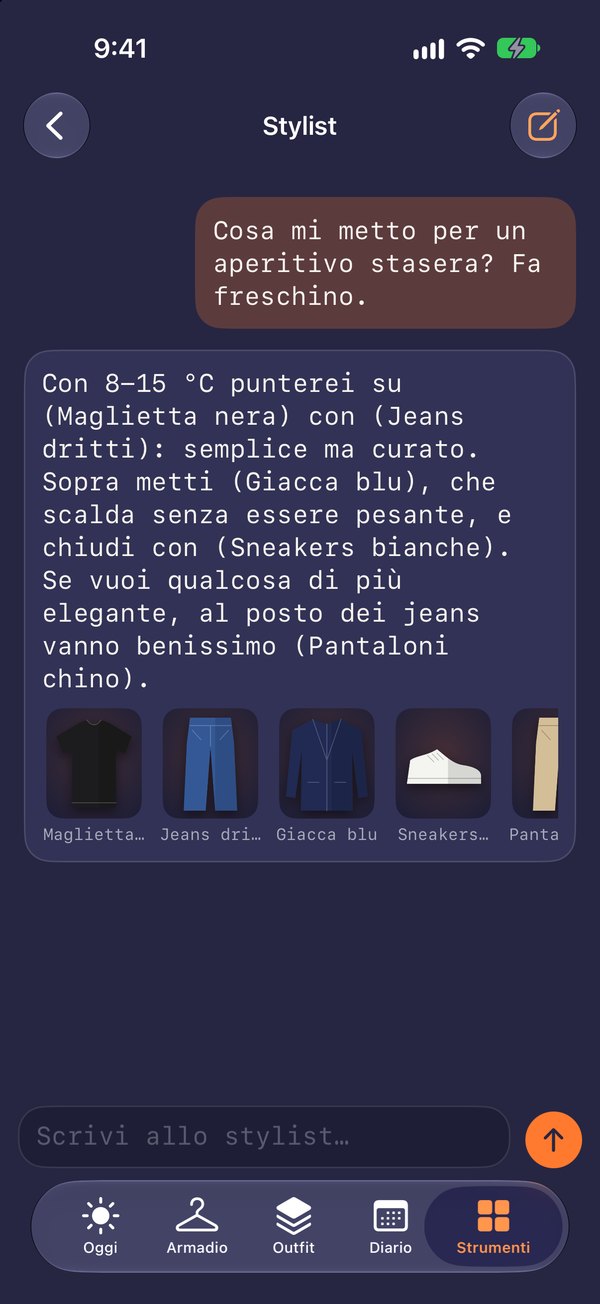 9:41
Stylist
Cosa mi metto per un
aperitivo stasera? Fa
freschino.
Con 8–15 °C punterei su
(Maglietta nera) con (Jeans
dritti): semplice ma curato.
Sopra metti (Giacca blu), che
scalda senza essere pesante, e
chiudi con (Sneakers bianche).
Se vuoi qualcosa di più
elegante, al posto dei jeans
vanno benissimo (Pantaloni
chino).
Maglietta… Jeans dri… Giacca blu Sneakers… Panta
Scrivi allo stylist…
Oggi Armadio Outfit Diario Strumenti